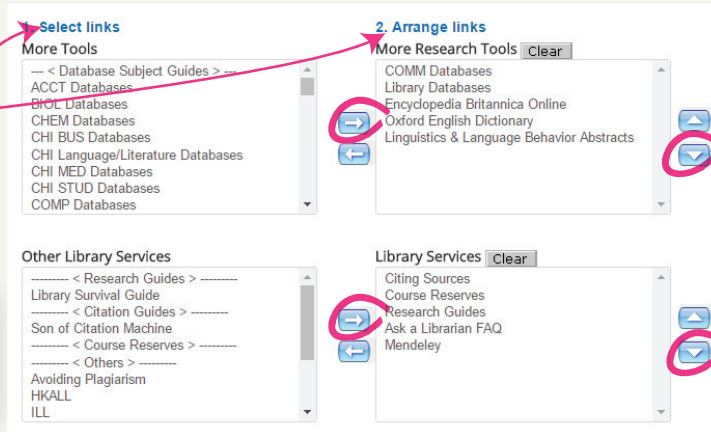 1. Select links
2. Arrange links
More Tools
More Research Tools Clear
--- < Database Subject Guides > ---
ACCT Databases
BIOL Databases
CHEM Databases
CHI BUS Databases
CHI Language/Literature Databases
CHI MED Databases
CHI STUD Databases
COMP Databases
COMM Databases
Library Databases
Encyclopedia Britannica Online
Oxford English Dictionary
Linguistics & Language Behavior Abstracts
Other Library Services
Library Services Clear
--------- < Research Guides > ---------
Library Survival Guide
--------- < Citation Guides > ---------
Son of Citation Machine
--------- < Course Reserves > ---------
--------- < Others > ---------
Avoiding Plagiarism
HKALL
ILL
Citing Sources
Course Reserves
Research Guides
Ask a Librarian FAQ
Mendeley